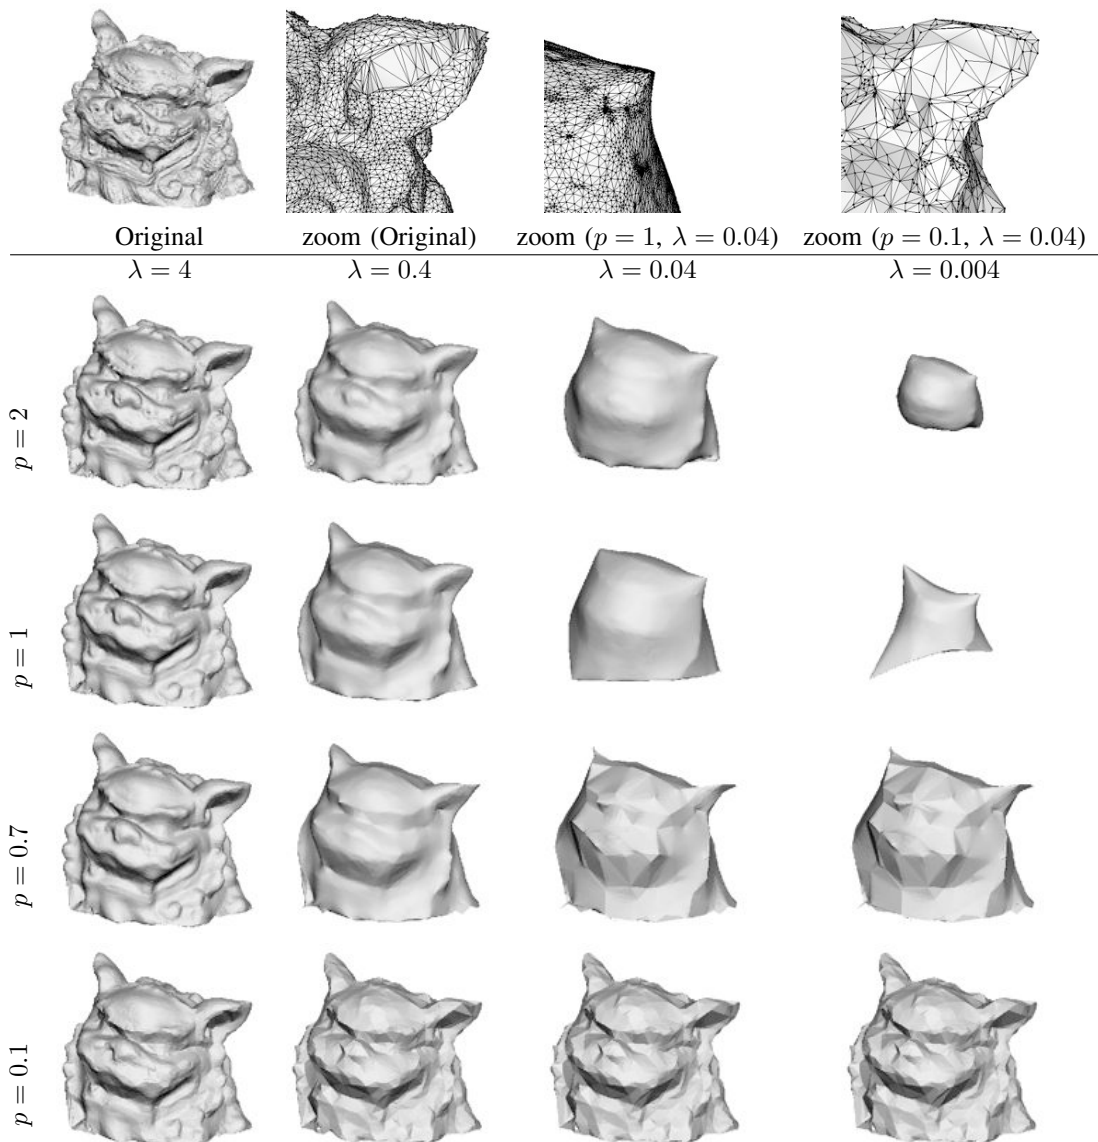 Original zoom (Original) zoom (p = 1, λ = 0.04) zoom (p = 0.1, λ = 0.04)
λ = 4 λ = 0.4 λ = 0.04 λ = 0.004
p = 2
p = 1
p = 0.7
p = 0.1